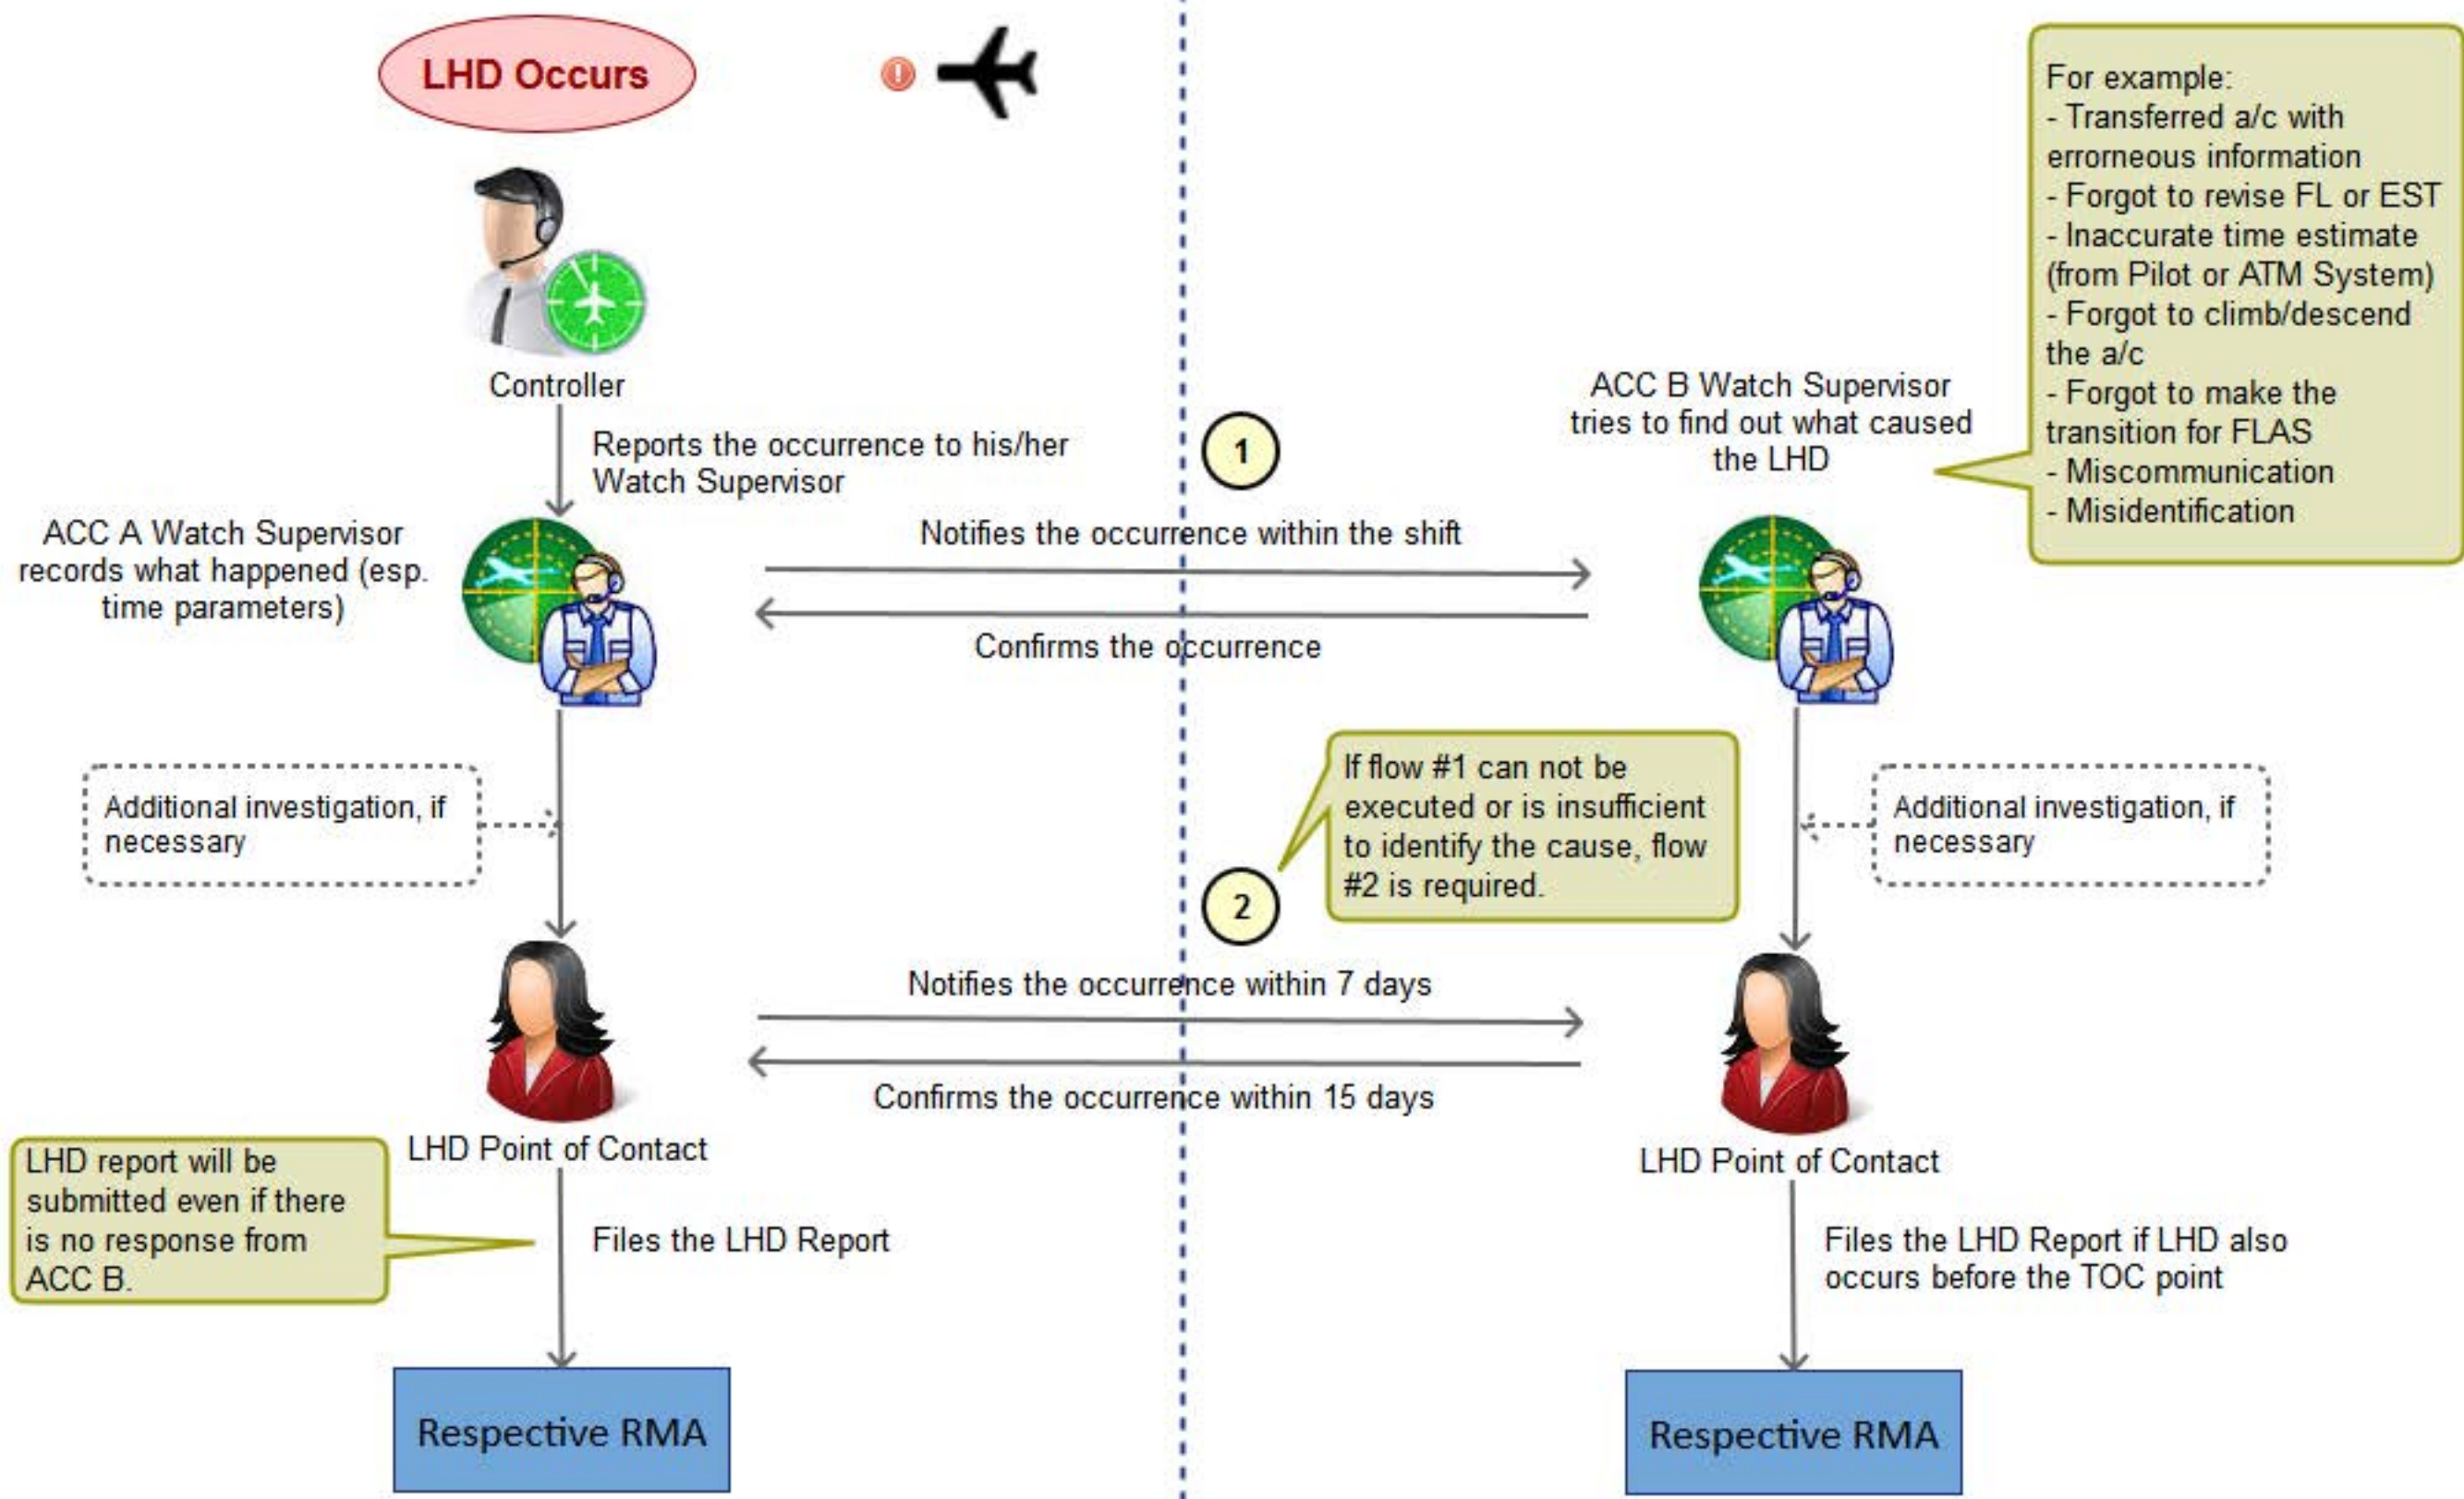 LHD Occurs
For example:
- Transferred a/c with
errorneous information
- Forgot to revise FL or EST
- Inaccurate time estimate
(from Pilot or ATM System)
- Forgot to climb/descend
the a/c
- Forgot to make the
transition for FLAS
- Miscommunication
- Misidentification
Controller
Reports the occurrence to his/her
Watch Supervisor
1
ACC B Watch Supervisor
tries to find out what caused
the LHD
ACC A Watch Supervisor
records what happened (esp.
time parameters)
Notifies the occurrence within the shift
Confirms the occurrence
Additional investigation, if
necessary
If flow #1 can not be
executed or is insufficient
to identify the cause, flow
#2 is required.
Additional investigation, if
necessary
2
Notifies the occurrence within 7 days
Confirms the occurrence within 15 days
LHD Point of Contact
LHD Point of Contact
LHD report will be
submitted even if there
is no response from
ACC B.
Files the LHD Report
Files the LHD Report if LHD also
occurs before the TOC point
Respective RMA
Respective RMA